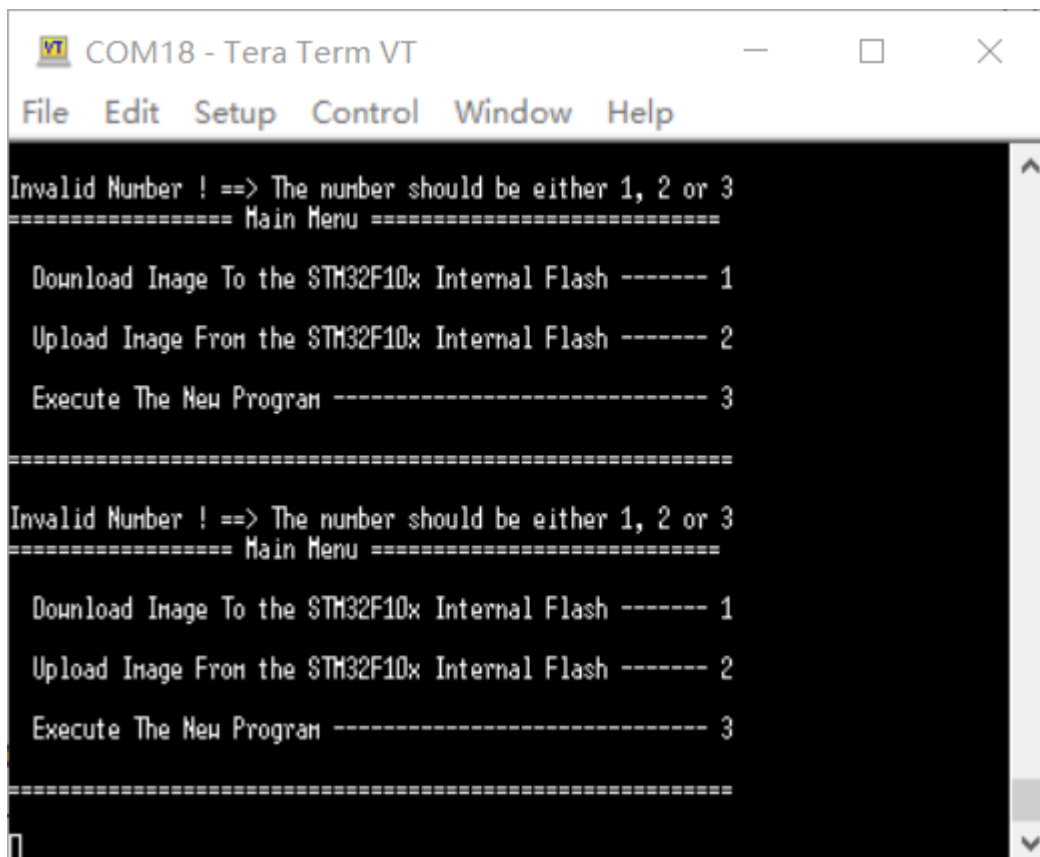 COM18 - Tera Term VT
File Edit Setup Control Window Help
Invalid Number ! ==> The number should be either 1, 2 or 3
================== Main Menu ============================
Download Image To the STM32F10x Internal Flash ------- 1
Upload Image From the STM32F10x Internal Flash ------- 2
Execute The New Program ------------------------------ 3
==========================================================
Invalid Number ! ==> The number should be either 1, 2 or 3
================== Main Menu ============================
Download Image To the STM32F10x Internal Flash ------- 1
Upload Image From the STM32F10x Internal Flash ------- 2
Execute The New Program ------------------------------ 3
==========================================================